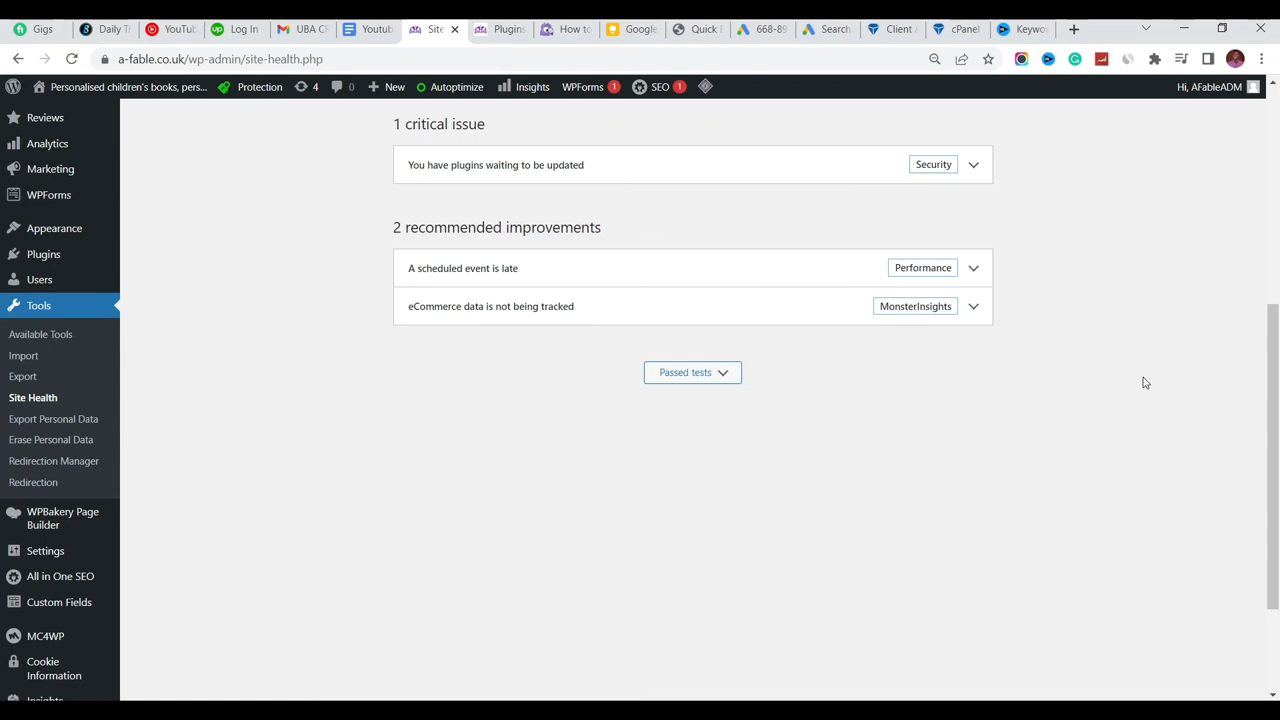 Gigs
Daily T
YouTu
Log In
UBA CR
Youtub
Site
Plugins
How to
Google
Quick E
668-89
Search
Client A
cPanel
Keywor
a-fable.co.uk/wp-admin/site-health.php
Personalised children's books, pers...
Protection
4
0
New
Autoptimize
Insights
WPForms 1
SEO 1
Hi, AFableADM
Reviews
Analytics
Marketing
WPForms
Appearance
Plugins
Users
Tools
Available Tools
Import
Export
Site Health
Export Personal Data
Erase Personal Data
Redirection Manager
Redirection
WPBakery Page
Builder
Settings
All in One SEO
Custom Fields
MC4WP
Cookie
Information
Insights
1 critical issue
You have plugins waiting to be updated
Security
2 recommended improvements
A scheduled event is late
Performance
eCommerce data is not being tracked
MonsterInsights
Passed tests